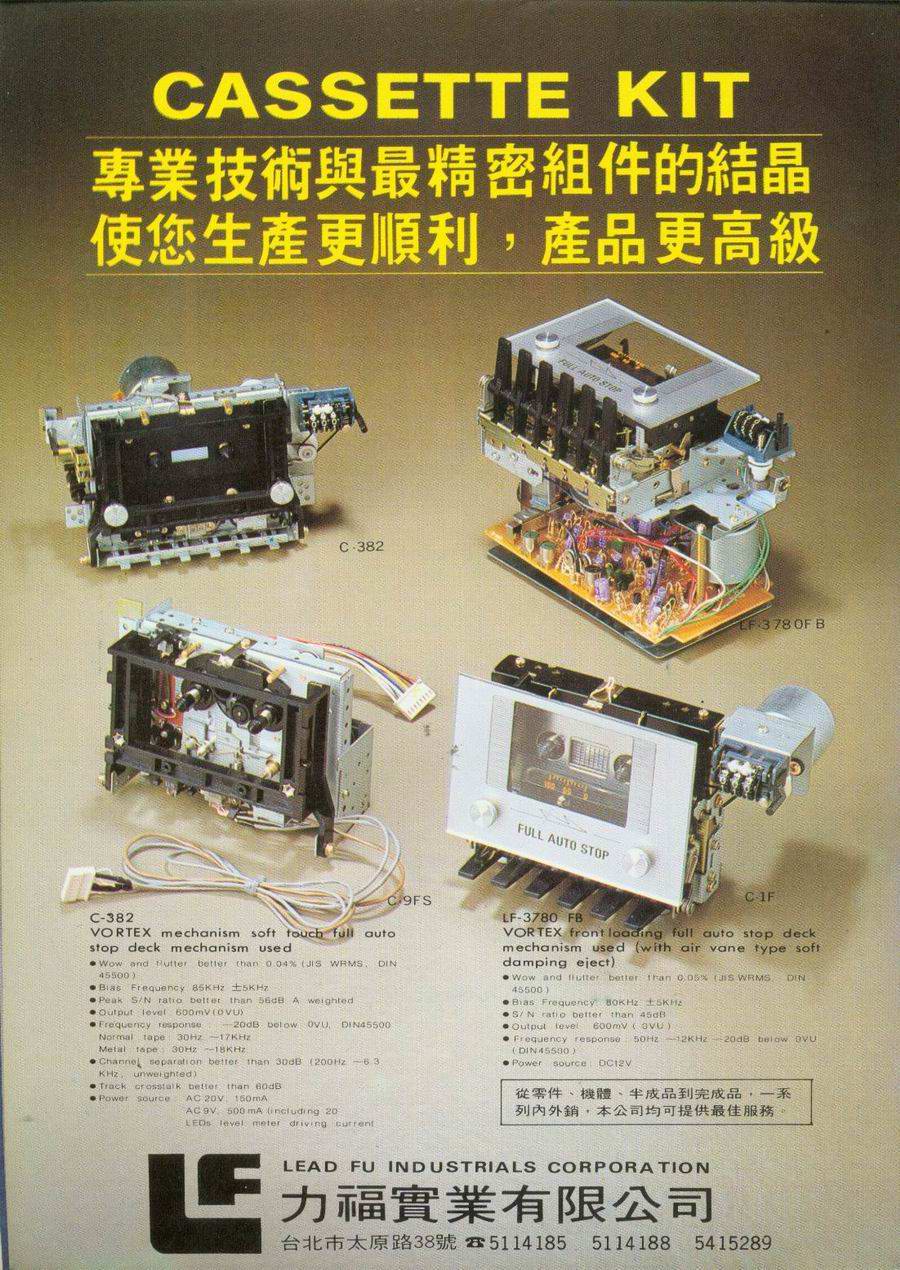 CASSETTE KIT
專業技術與最精密組件的結晶
使您生產更順利，產品更高級
FULL AUTO STOP
C-382
LF-3780FB
FULL AUTO STOP
C-9FS
C-1F
C-382
VORTEX mechanism soft touch full auto
stop deck mechanism used
●Wow and flutter better than 0.04% (JIS WRMS, DIN
45500)
●Bias Frequency 85KHz ±5KHz
●Peak S/N ratio better than 56dB A weighted
●Output level 600mV(0VU)
●Frequency response : —20dB below 0VU, DIN45500
Normal tape: 30Hz —17KHz
Metal tape: 30Hz —18KHz
●Channel separation better than 30dB (200Hz —6.3
KHz, unweighted)
●Track crosstalk better than 60dB
●Power source: AC 20V, 150mA
AC 9V, 500mA (including 20
LEDs level meter driving current
LF-3780 FB
VORTEX front loading full auto stop deck
mechanism used (with air vane type soft
damping eject)
●Wow and flutter better than 0.05% (JIS WRMS, DIN
45500)
●Bias Frequency: 80KHz ±5KHz
●S/N ratio better than 45dB
●Output level 600mV (0VU)
●Frequency response: 50Hz —12KHz —20dB below 0VU
(DIN45500)
●Power source: DC12V
從零件、機體、半成品到完成品，一系
列內外銷，本公司均可提供最佳服務。
LF
LEAD FU INDUSTRIALS CORPORATION
力福實業有限公司
台北市太原路38號 ☎5114185 5114188 5415289